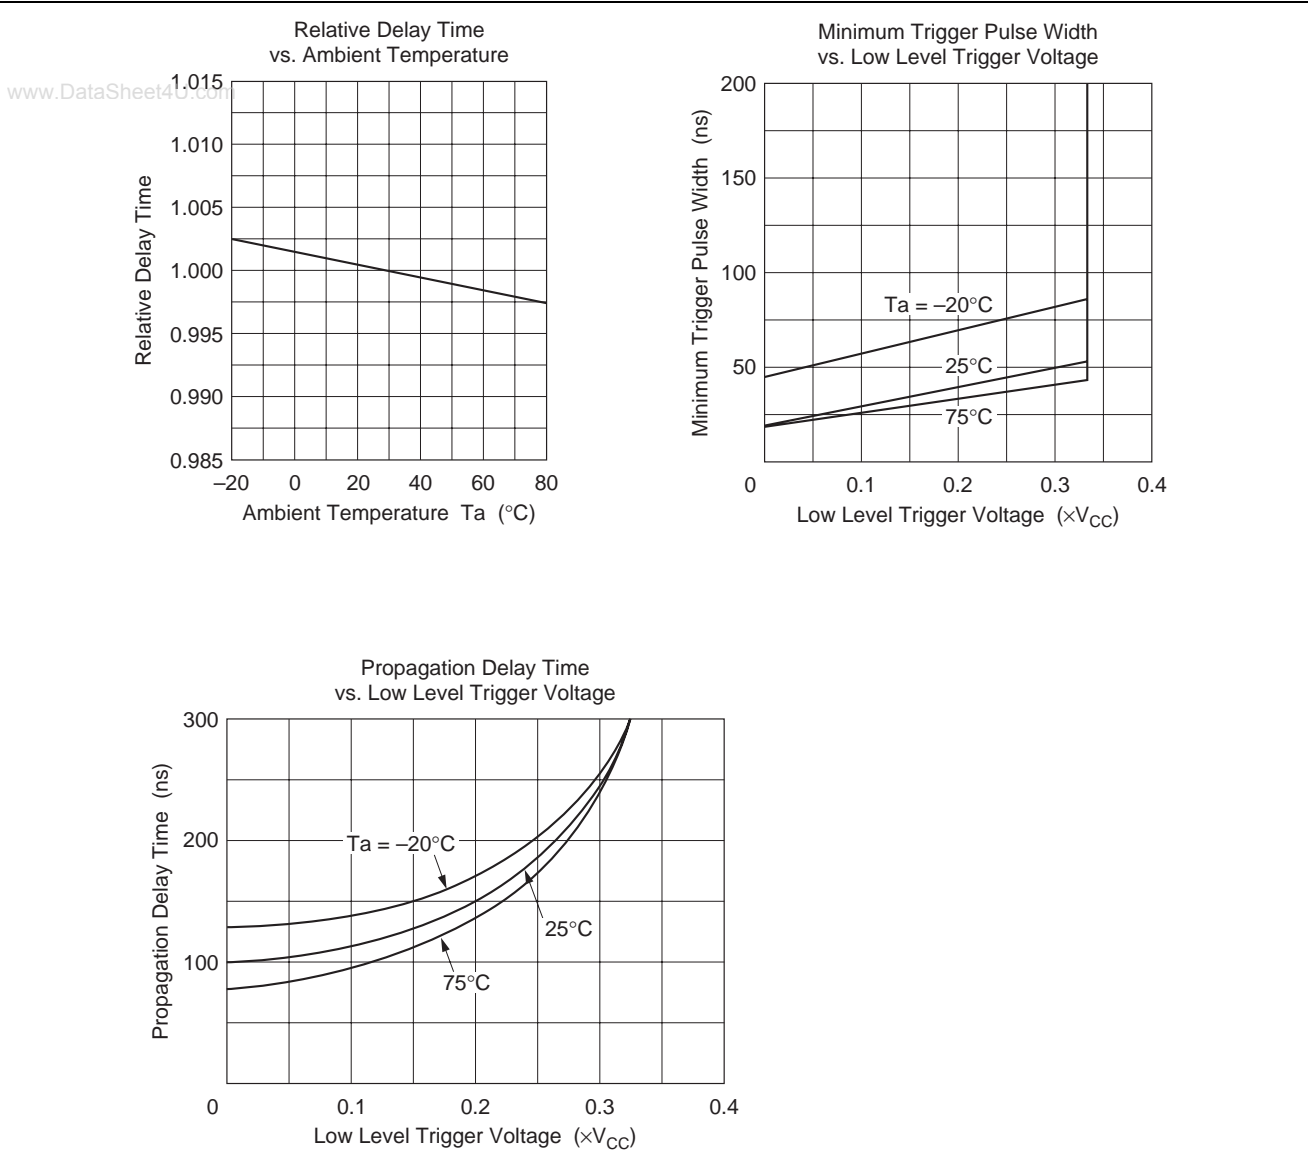 Relative Delay Time
vs. Ambient Temperature
www.DataSheet4U.com
1.015
1.010
1.005
1.000
0.995
0.990
0.985
Relative Delay Time
–20 0 20 40 60 80
Ambient Temperature Ta (°C)
Minimum Trigger Pulse Width
vs. Low Level Trigger Voltage
200
150
100
50
Minimum Trigger Pulse Width (ns)
Ta = –20°C
25°C
75°C
0 0.1 0.2 0.3 0.4
Low Level Trigger Voltage (×VCC)
Propagation Delay Time
vs. Low Level Trigger Voltage
300
200
100
Propagation Delay Time (ns)
Ta = –20°C
25°C
75°C
0 0.1 0.2 0.3 0.4
Low Level Trigger Voltage (×VCC)